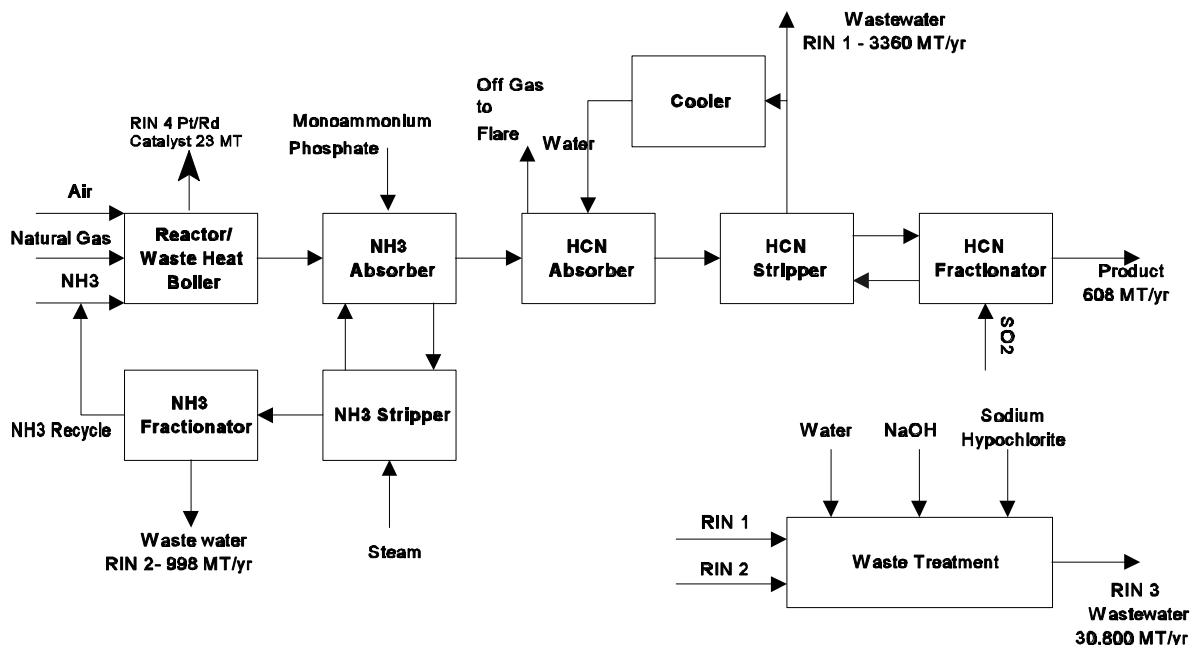 Wastewater
RIN 1 - 3360 MT/yr
Cooler
Off Gas
to
Flare
Water
RIN 4 Pt/Rd
Catalyst 23 MT
Monoammonium
Phosphate
Air
Natural Gas
NH3
Reactor/
Waste Heat
Boiler
NH3
Absorber
HCN
Absorber
HCN
Stripper
HCN
Fractionator
Product
608 MT/yr
SO2
NH3 Recycle
NH3
Fractionator
NH3 Stripper
Waste water
RIN 2- 998 MT/yr
Steam
Water
NaOH
Sodium
Hypochlorite
RIN 1
RIN 2
Waste Treatment
RIN 3
Wastewater
30,800 MT/yr